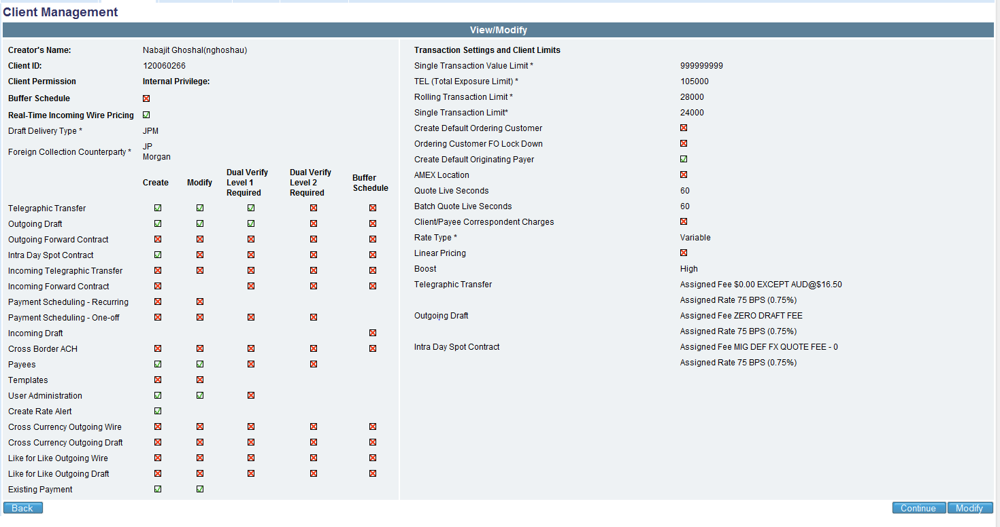 Client Management
View/Modify
Creator's Name: Nabajit Ghoshal(nghoshau)
Client ID: 120060266
Client Permission Internal Privilege:
Buffer Schedule
Real-Time Incoming Wire Pricing
Draft Delivery Type * JPM
Foreign Collection Counterparty * JP
Morgan
Create Modify Dual Verify Level 1 Required Dual Verify Level 2 Required Buffer Schedule
Telegraphic Transfer
Outgoing Draft
Outgoing Forward Contract
Intra Day Spot Contract
Incoming Telegraphic Transfer
Incoming Forward Contract
Payment Scheduling - Recurring
Payment Scheduling - One-off
Incoming Draft
Cross Border ACH
Payees
Templates
User Administration
Create Rate Alert
Cross Currency Outgoing Wire
Cross Currency Outgoing Draft
Like for Like Outgoing Wire
Like for Like Outgoing Draft
Existing Payment
Transaction Settings and Client Limits
Single Transaction Value Limit * 999999999
TEL (Total Exposure Limit) * 105000
Rolling Transaction Limit * 28000
Single Transaction Limit* 24000
Create Default Ordering Customer
Ordering Customer FO Lock Down
Create Default Originating Payer
AMEX Location
Quote Live Seconds 60
Batch Quote Live Seconds 60
Client/Payee Correspondent Charges
Rate Type * Variable
Linear Pricing
Boost High
Telegraphic Transfer Assigned Fee $0.00 EXCEPT AUD@$16.50
Assigned Rate 75 BPS (0.75%)
Outgoing Draft Assigned Fee ZERO DRAFT FEE
Assigned Rate 75 BPS (0.75%)
Intra Day Spot Contract Assigned Fee MIG DEF FX QUOTE FEE - 0
Assigned Rate 75 BPS (0.75%)
Back Continue Modify